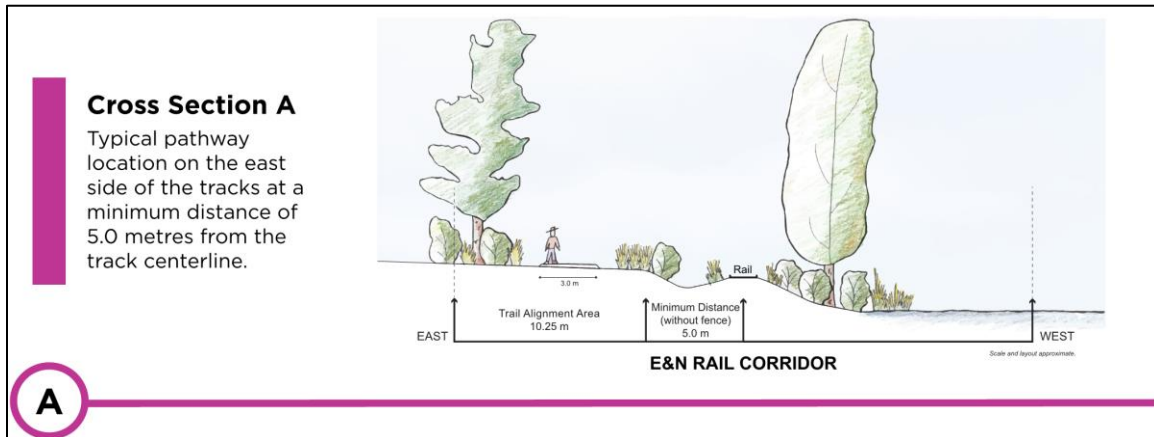 Cross Section A
Typical pathway
location on the east
side of the tracks at a
minimum distance of
5.0 metres from the
track centerline.
Rail
3.0 m
Trail Alignment Area
10.25 m
Minimum Distance
(without fence)
5.0 m
EAST
WEST
Scale and layout approximate.
E&N RAIL CORRIDOR
A